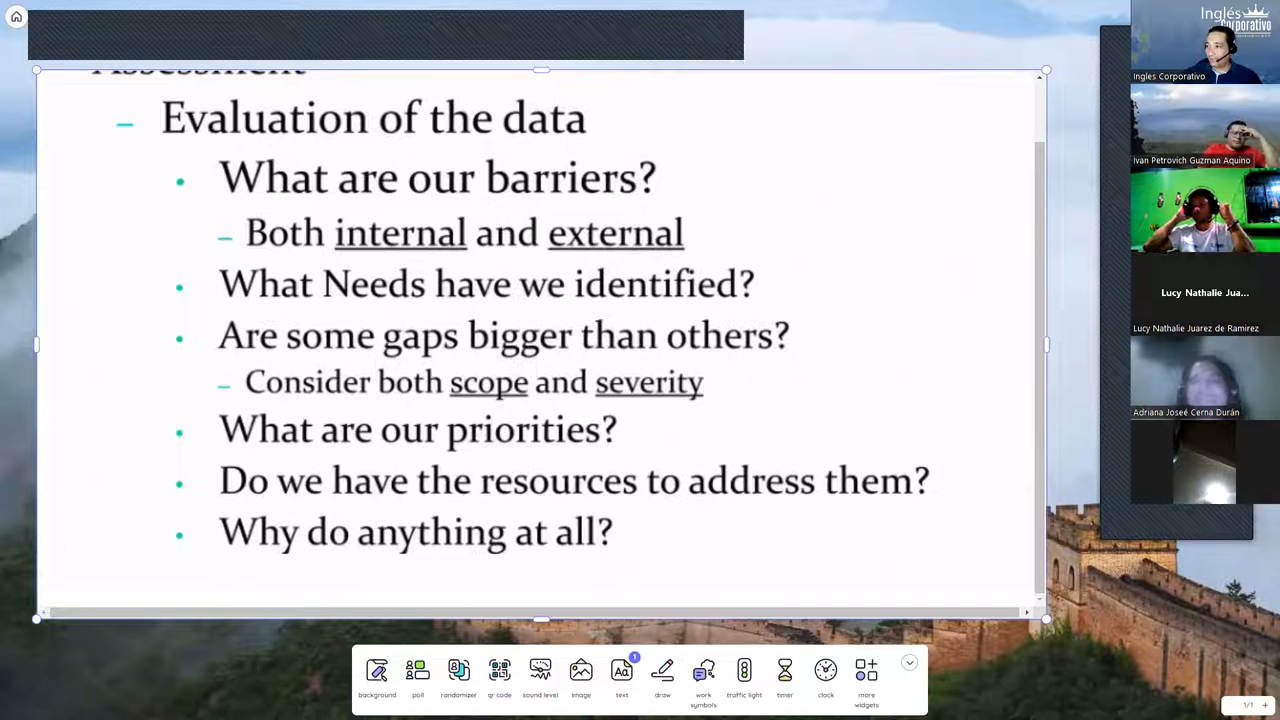 Inglés
Corporativo
Ingles Corporativo
Assessment
– Evaluation of the data
• What are our barriers?
– Both internal and external
• What Needs have we identified?
• Are some gaps bigger than others?
– Consider both scope and severity
• What are our priorities?
• Do we have the resources to address them?
• Why do anything at all?
Ivan Petrovich Guzman Aquino
Lucy Nathalie Jua...
Lucy Nathalie Juarez de Ramirez
Adriana Joseé Cerna Durán
1
background
poll
randomizer
qr code
sound level
image
text
draw
work symbols
traffic light
timer
clock
more widgets
1/1 +